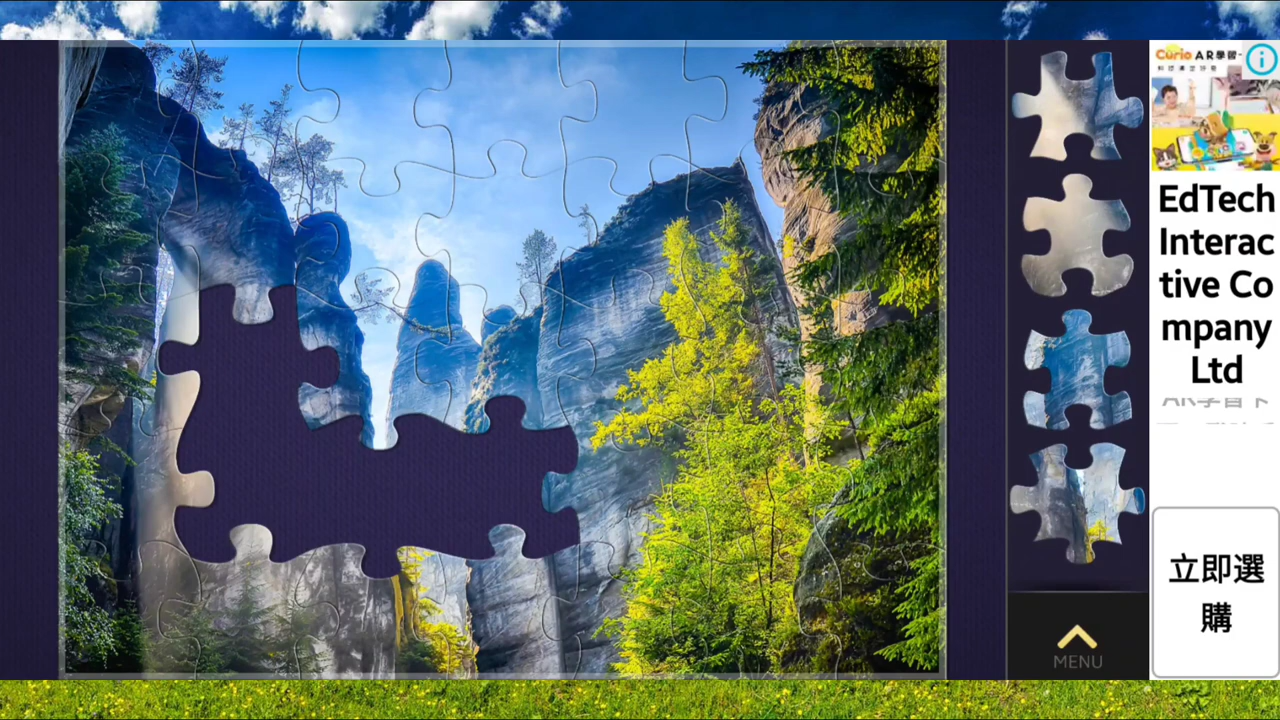 MENU
Curio AR學習-
EdTech
Interac
tive Co
mpany
Ltd
立即選
購